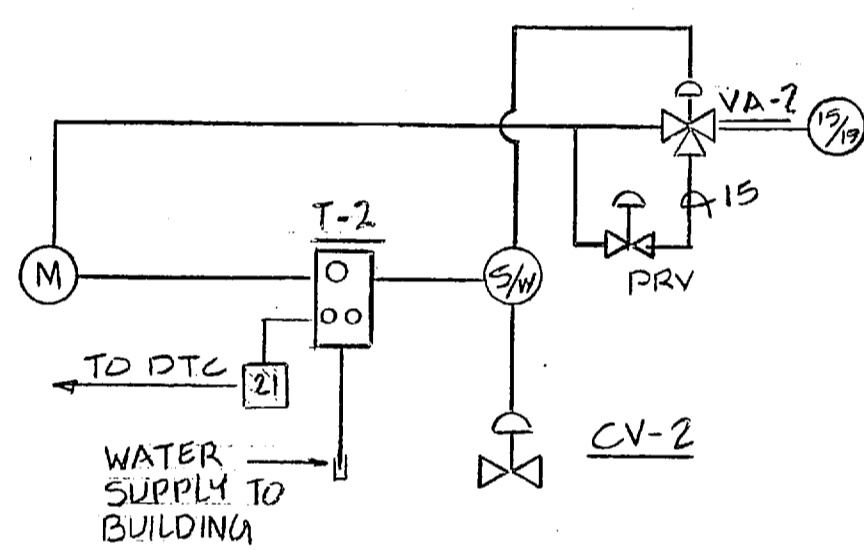 VA-2
15/19
15
T-2
M
S/W
PRV
TO DTC
21
CV-2
WATER
SUPPLY TO
BUILDING